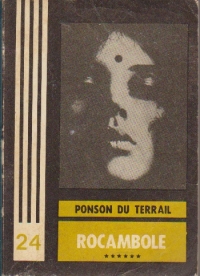 PONSON DU TERRAIL
24
ROCAMBOLE
******